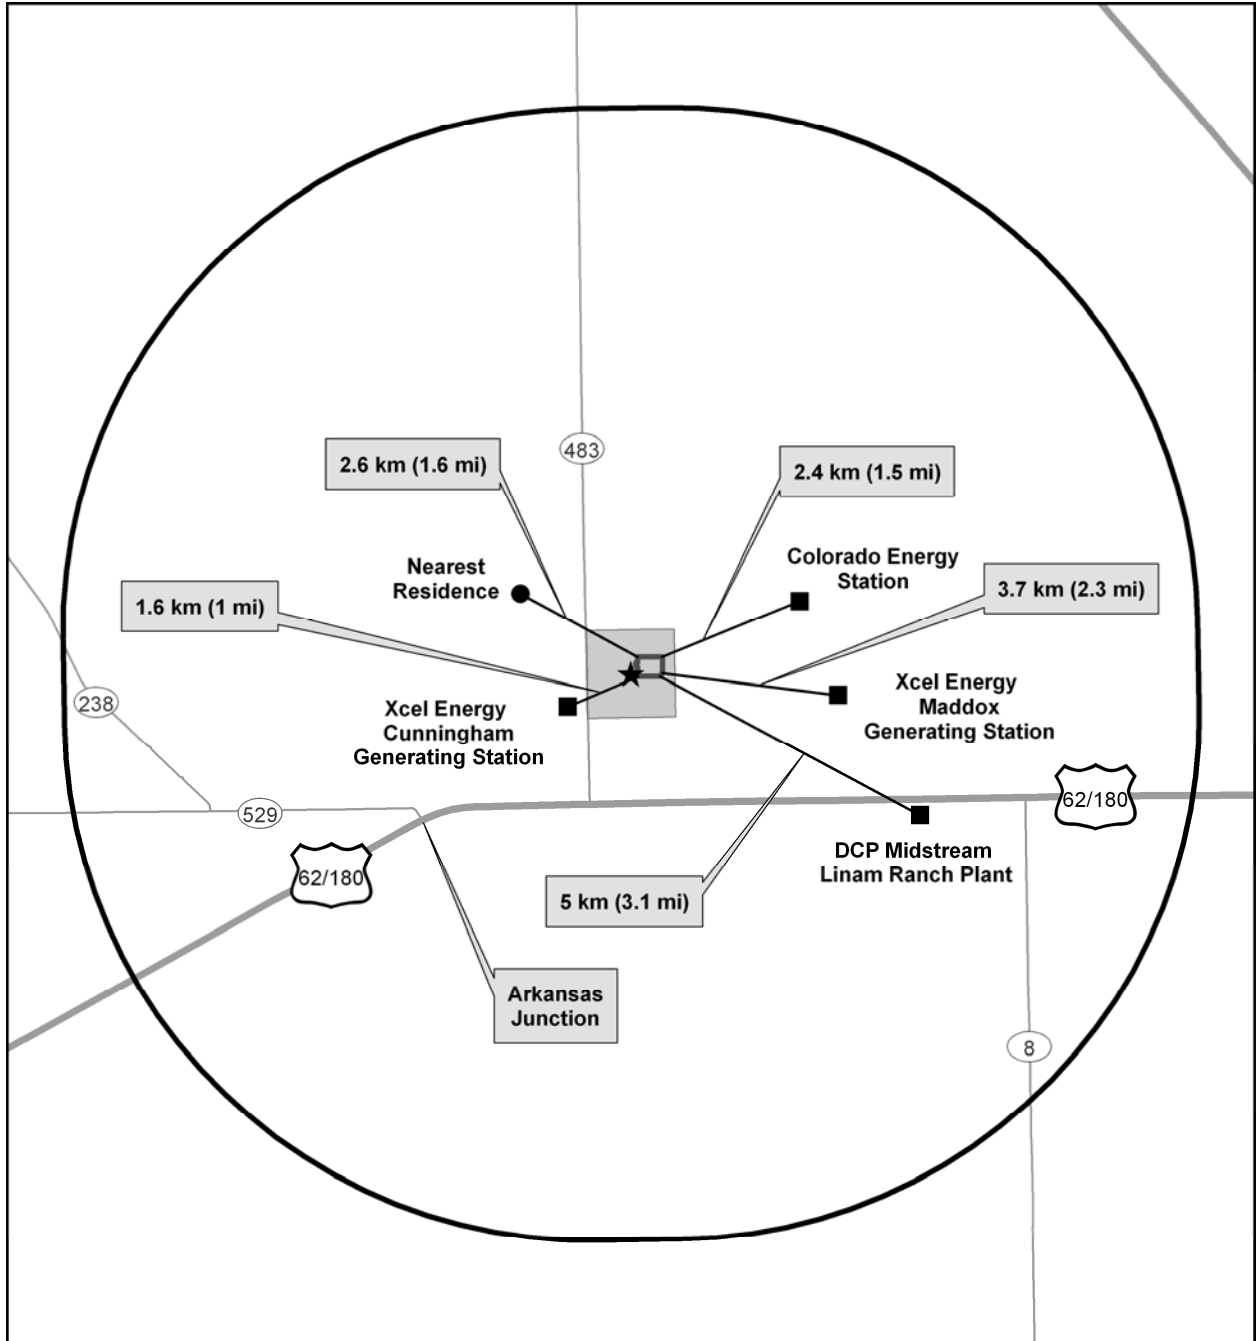 483
2.6 km (1.6 mi)
2.4 km (1.5 mi)
Nearest
Residence
Colorado Energy
Station
1.6 km (1 mi)
3.7 km (2.3 mi)
238
Xcel Energy
Cunningham
Generating Station
Xcel Energy
Maddox
Generating Station
529
62/180
62/180
DCP Midstream
Linam Ranch Plant
5 km (3.1 mi)
Arkansas
Junction
8